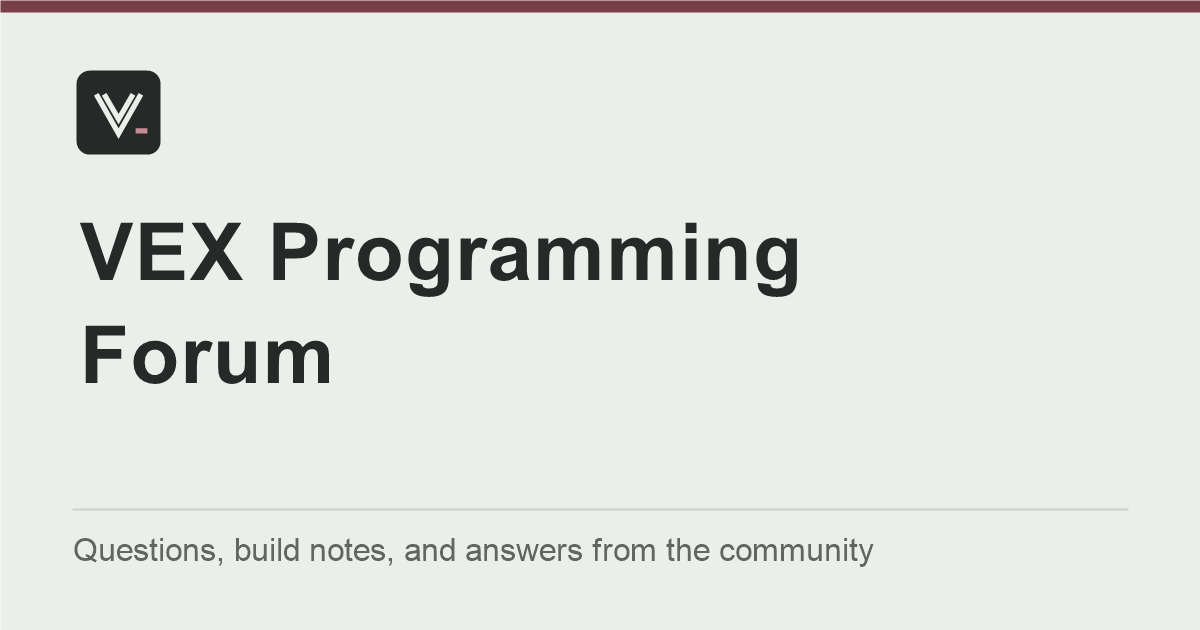 VEX Programming
Forum
Questions, build notes, and answers from the community